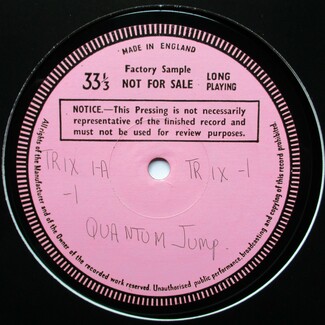 MADE IN ENGLAND
Factory Sample
33⅓ NOT FOR SALE LONG PLAYING
NOTICE.—This Pressing is not necessarily
representative of the finished record and
must not be used for review purposes.
TRIX 1-A TRIX -1
-1
QUANTUM JUMP.
All rights of the Manufacturer and of the Owner of the recorded work reserved. Unauthorised public performance, broadcasting and copying of this record prohibited.